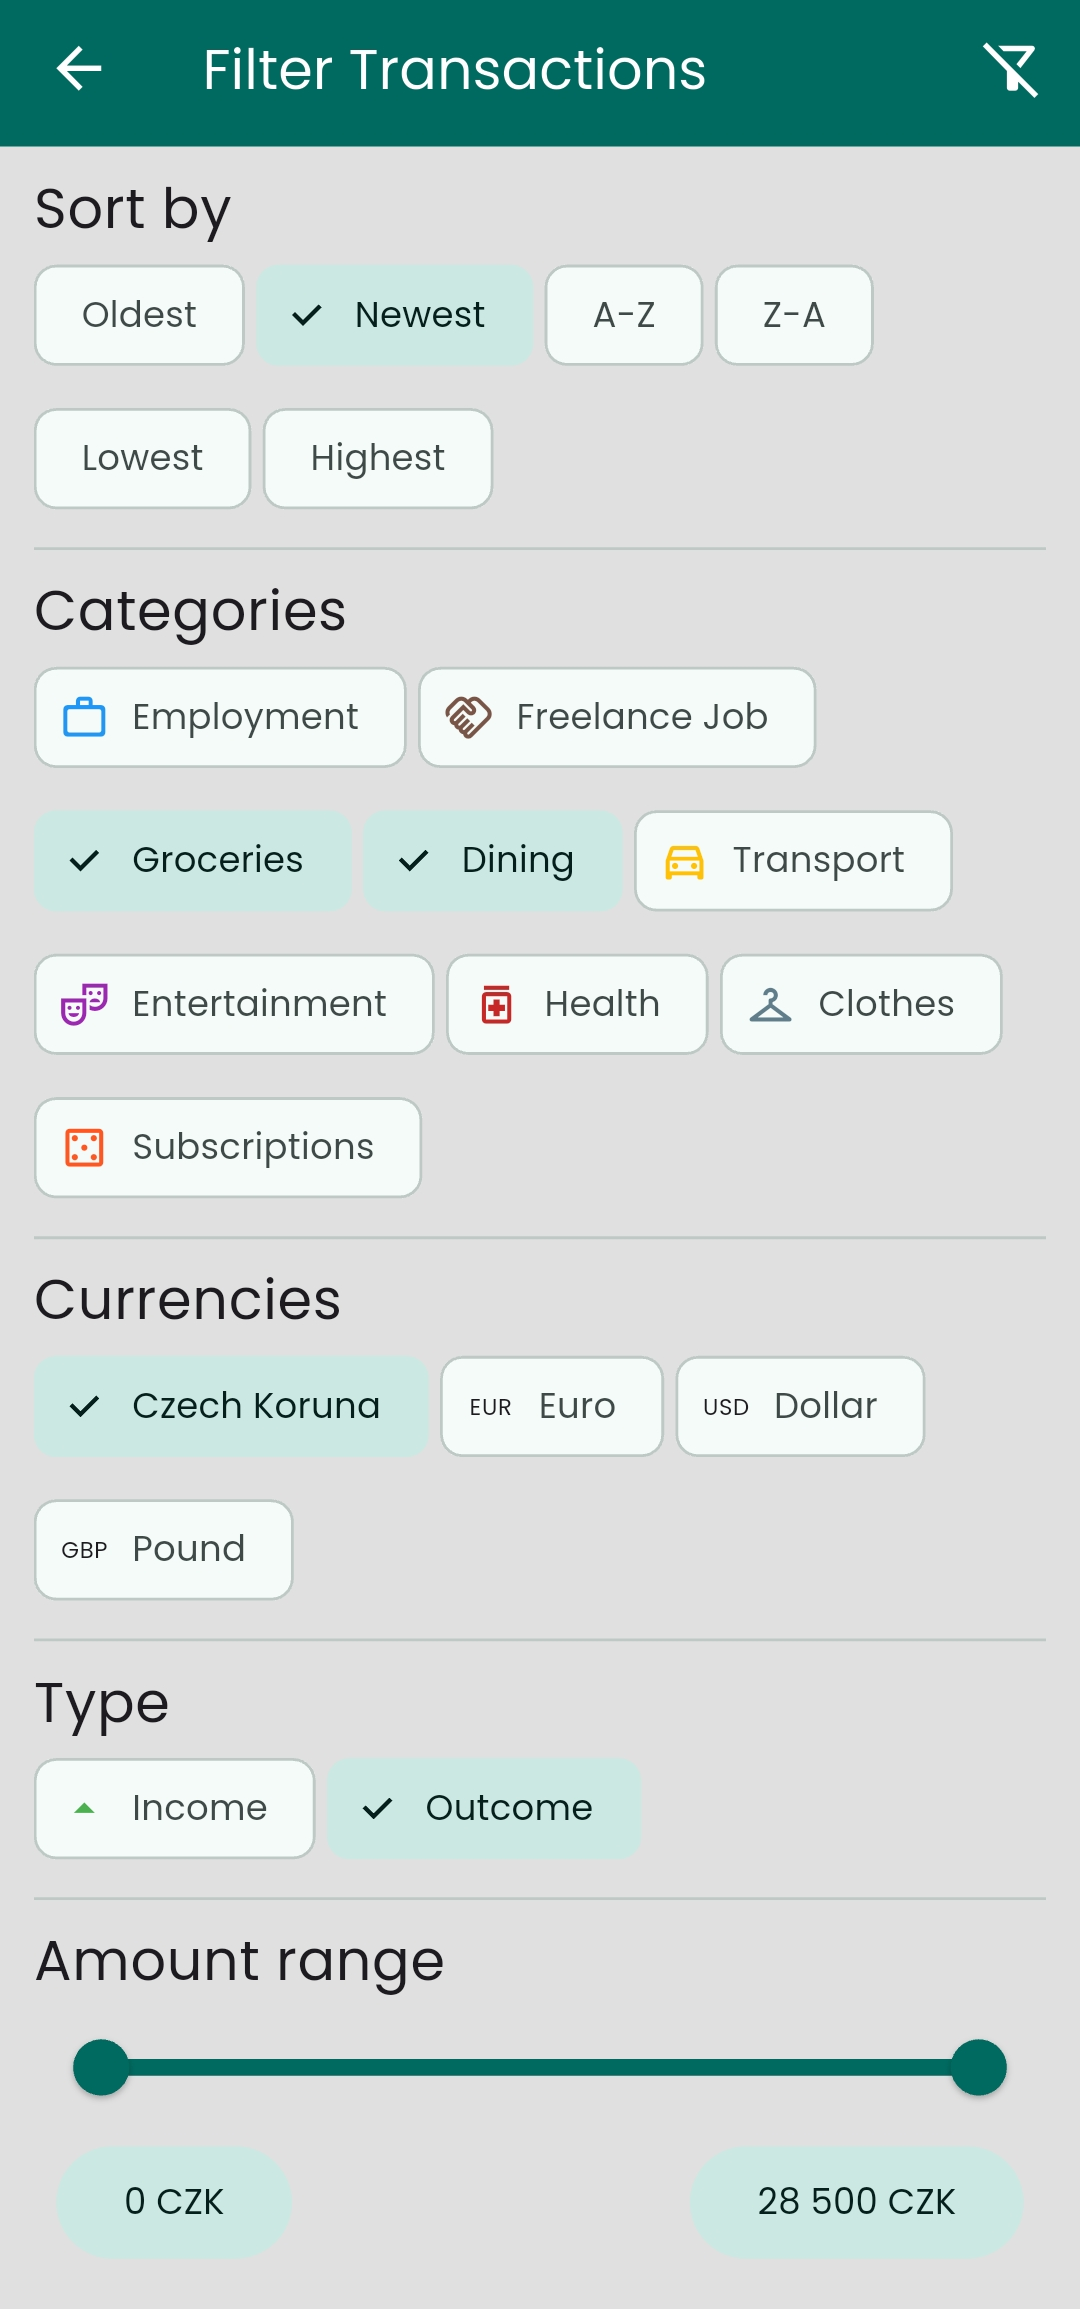 Filter Transactions
Sort by
Oldest Newest A-Z Z-A
Lowest Highest
Categories
Employment Freelance Job
Groceries Dining Transport
Entertainment Health Clothes
Subscriptions
Currencies
Czech Koruna EUR Euro USD Dollar
GBP Pound
Type
Income Outcome
Amount range
0 CZK 28 500 CZK